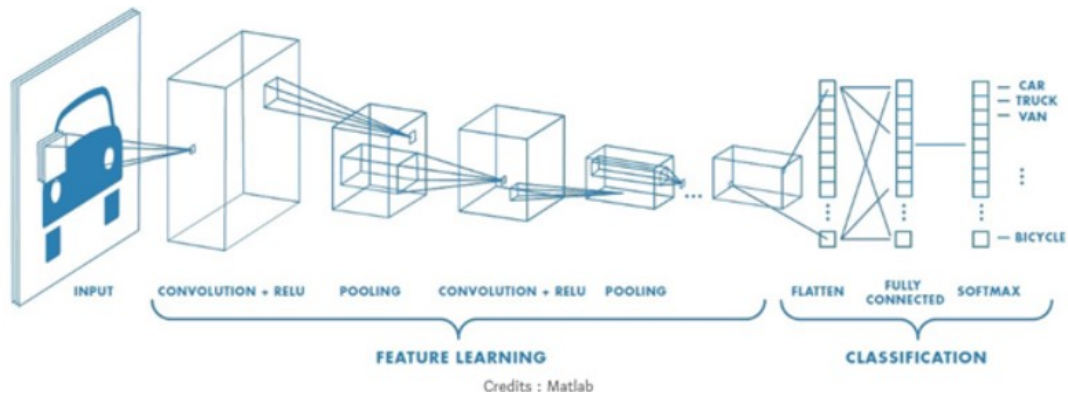 CAR
TRUCK
VAN
BICYCLE
INPUT
CONVOLUTION + RELU
POOLING
CONVOLUTION + RELU
POOLING
FLATTEN
FULLY
CONNECTED
SOFTMAX
FEATURE LEARNING
CLASSIFICATION
Credits : Matlab